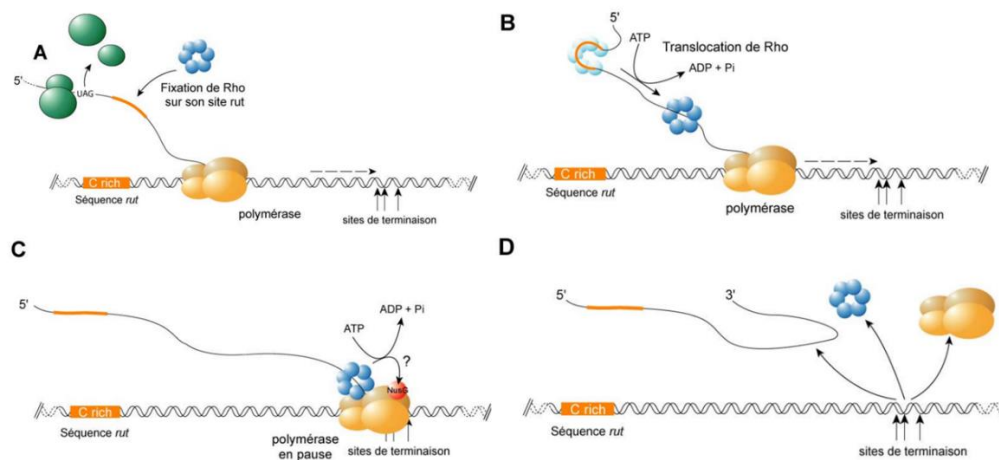 A
5'
UAG
Fixation de Rho
sur son site rut
C rich
Séquence rut
polymérase
sites de terminaison
B
5'
ATP
Translocation de Rho
ADP + Pi
C rich
Séquence rut
polymérase
sites de terminaison
C
5'
ADP + Pi
ATP
?
NusG
C rich
Séquence rut
polymérase
en pause
sites de terminaison
D
5'
3'
C rich
Séquence rut
sites de terminaison